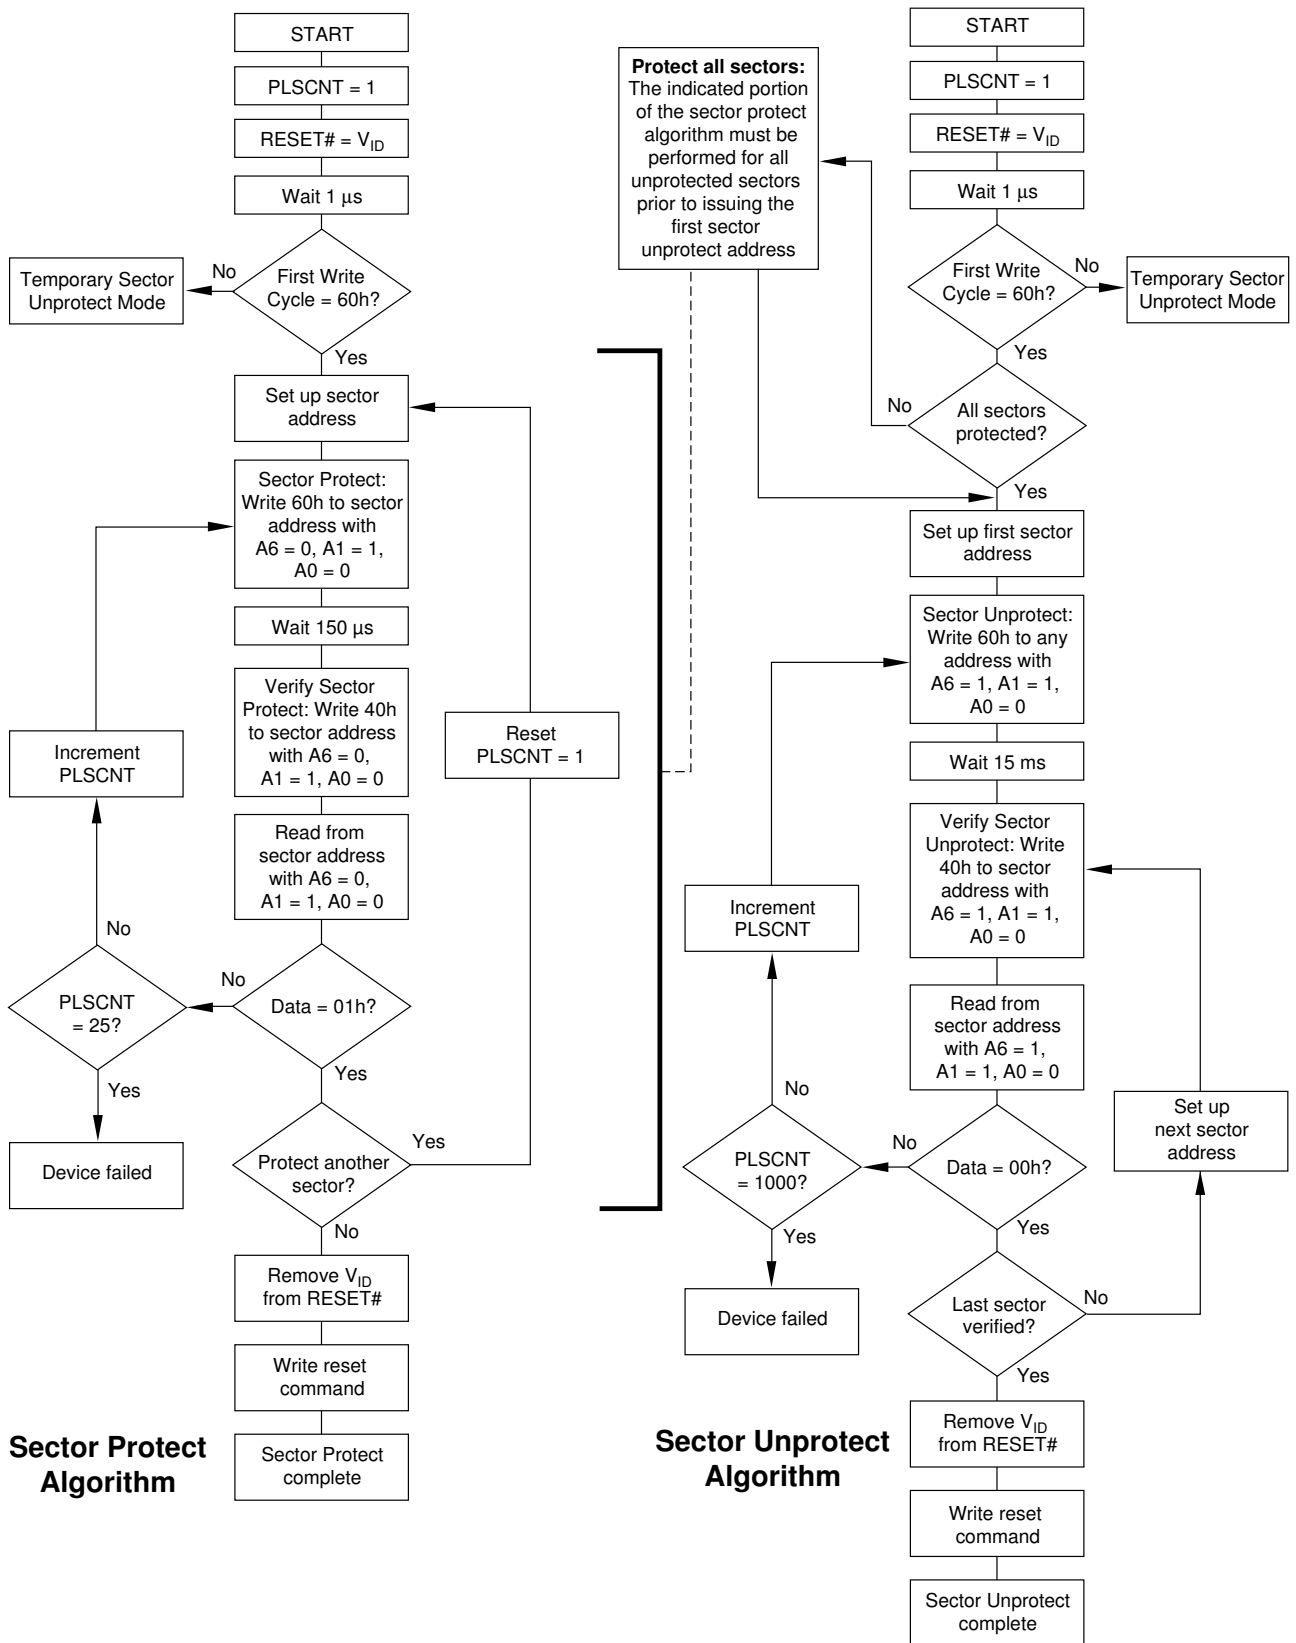 START
PLSCNT = 1
RESET# = VID
Wait 1 μs
First Write
Cycle = 60h?
No
Temporary Sector
Unprotect Mode
Yes
Set up sector
address
Sector Protect:
Write 60h to sector
address with
A6 = 0, A1 = 1,
A0 = 0
Wait 150 µs
Verify Sector
Protect: Write 40h
to sector address
with A6 = 0,
A1 = 1, A0 = 0
Increment
PLSCNT
Reset
PLSCNT = 1
Read from
sector address
with A6 = 0,
A1 = 1, A0 = 0
No
PLSCNT
= 25?
No
Data = 01h?
Yes
Yes
Device failed
Protect another
sector?
Yes
No
Remove VID
from RESET#
Write reset
command
Sector Protect
complete
Sector Protect
Algorithm
Protect all sectors:
The indicated portion
of the sector protect
algorithm must be
performed for all
unprotected sectors
prior to issuing the
first sector
unprotect address
START
PLSCNT = 1
RESET# = VID
Wait 1 μs
First Write
Cycle = 60h?
No
Temporary Sector
Unprotect Mode
Yes
No
All sectors
protected?
Yes
Set up first sector
address
Sector Unprotect:
Write 60h to any
address with
A6 = 1, A1 = 1,
A0 = 0
Wait 15 ms
Verify Sector
Unprotect: Write
40h to sector
address with
A6 = 1, A1 = 1,
A0 = 0
Increment
PLSCNT
Read from
sector address
with A6 = 1,
A1 = 1, A0 = 0
No
Set up
next sector
address
PLSCNT
= 1000?
No
Data = 00h?
Yes
Yes
Device failed
Last sector
verified?
No
Yes
Remove VID
from RESET#
Write reset
command
Sector Unprotect
complete
Sector Unprotect
Algorithm